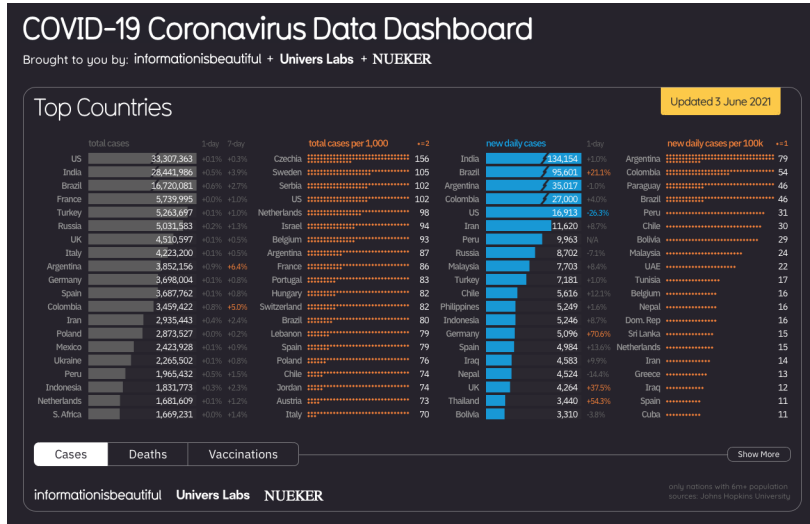 COVID-19 Coronavirus Data Dashboard
Brought to you by: informationisbeautiful + Univers Labs + NUEKER
Top Countries
Updated 3 June 2021
total cases 1-day 7-day
US 33,307,363 +0.1% +0.3%
India 28,441,986 +0.5% +3.9%
Brazil 16,720,081 +0.6% +2.7%
France 5,739,995 +0.0% +1.0%
Turkey 5,263,697 +0.1% +1.0%
Russia 5,031,583 +0.2% +1.3%
UK 4,510,597 +0.1% +0.5%
Italy 4,223,200 +0.1% +0.5%
Argentina 3,852,156 +0.9% +6.4%
Germany 3,698,004 +0.1% +0.8%
Spain 3,687,762 +0.1% +0.8%
Colombia 3,459,422 +0.8% +5.0%
Iran 2,935,443 +0.4% +2.4%
Poland 2,873,527 +0.0% +0.2%
Mexico 2,423,928 +0.1% +0.9%
Ukraine 2,265,502 +0.1% +0.8%
Peru 1,965,432 +0.5% +1.5%
Indonesia 1,831,773 +0.3% +2.3%
Netherlands 1,681,609 +0.1% +1.2%
S. Africa 1,669,231 +0.0% +1.4%
total cases per 1,000 •=2
Czechia 156
Sweden 105
Serbia 102
US 102
Netherlands 98
Israel 94
Belgium 93
Argentina 87
France 86
Portugal 83
Hungary 82
Switzerland 82
Brazil 80
Lebanon 79
Spain 79
Poland 76
Chile 74
Jordan 74
Austria 73
Italy 70
new daily cases 1-day
India 134,154 +1.0%
Brazil 95,601 +21.1%
Argentina 35,017 -1.0%
Colombia 27,000 +4.0%
US 16,913 -26.3%
Iran 11,620 +8.7%
Peru 9,963 N/A
Russia 8,702 -7.1%
Malaysia 7,703 +8.4%
Turkey 7,181 +1.0%
Chile 5,616 +12.1%
Philippines 5,249 +1.6%
Indonesia 5,246 +8.7%
Germany 5,096 +70.6%
Spain 4,984 +13.6%
Iraq 4,583 +9.9%
Nepal 4,524 -14.4%
UK 4,264 +37.5%
Thailand 3,440 +54.3%
Bolivia 3,310 -3.8%
new daily cases per 100k •=1
Argentina 79
Colombia 54
Paraguay 46
Brazil 46
Peru 31
Chile 30
Bolivia 29
Malaysia 24
UAE 22
Tunisia 17
Belgium 16
Nepal 16
Dom. Rep 16
Sri Lanka 15
Netherlands 15
Iran 14
Greece 13
Iraq 12
Spain 11
Cuba 11
Cases Deaths Vaccinations
Show More
informationisbeautiful Univers Labs NUEKER
only nations with 6m+ population
sources: Johns Hopkins University